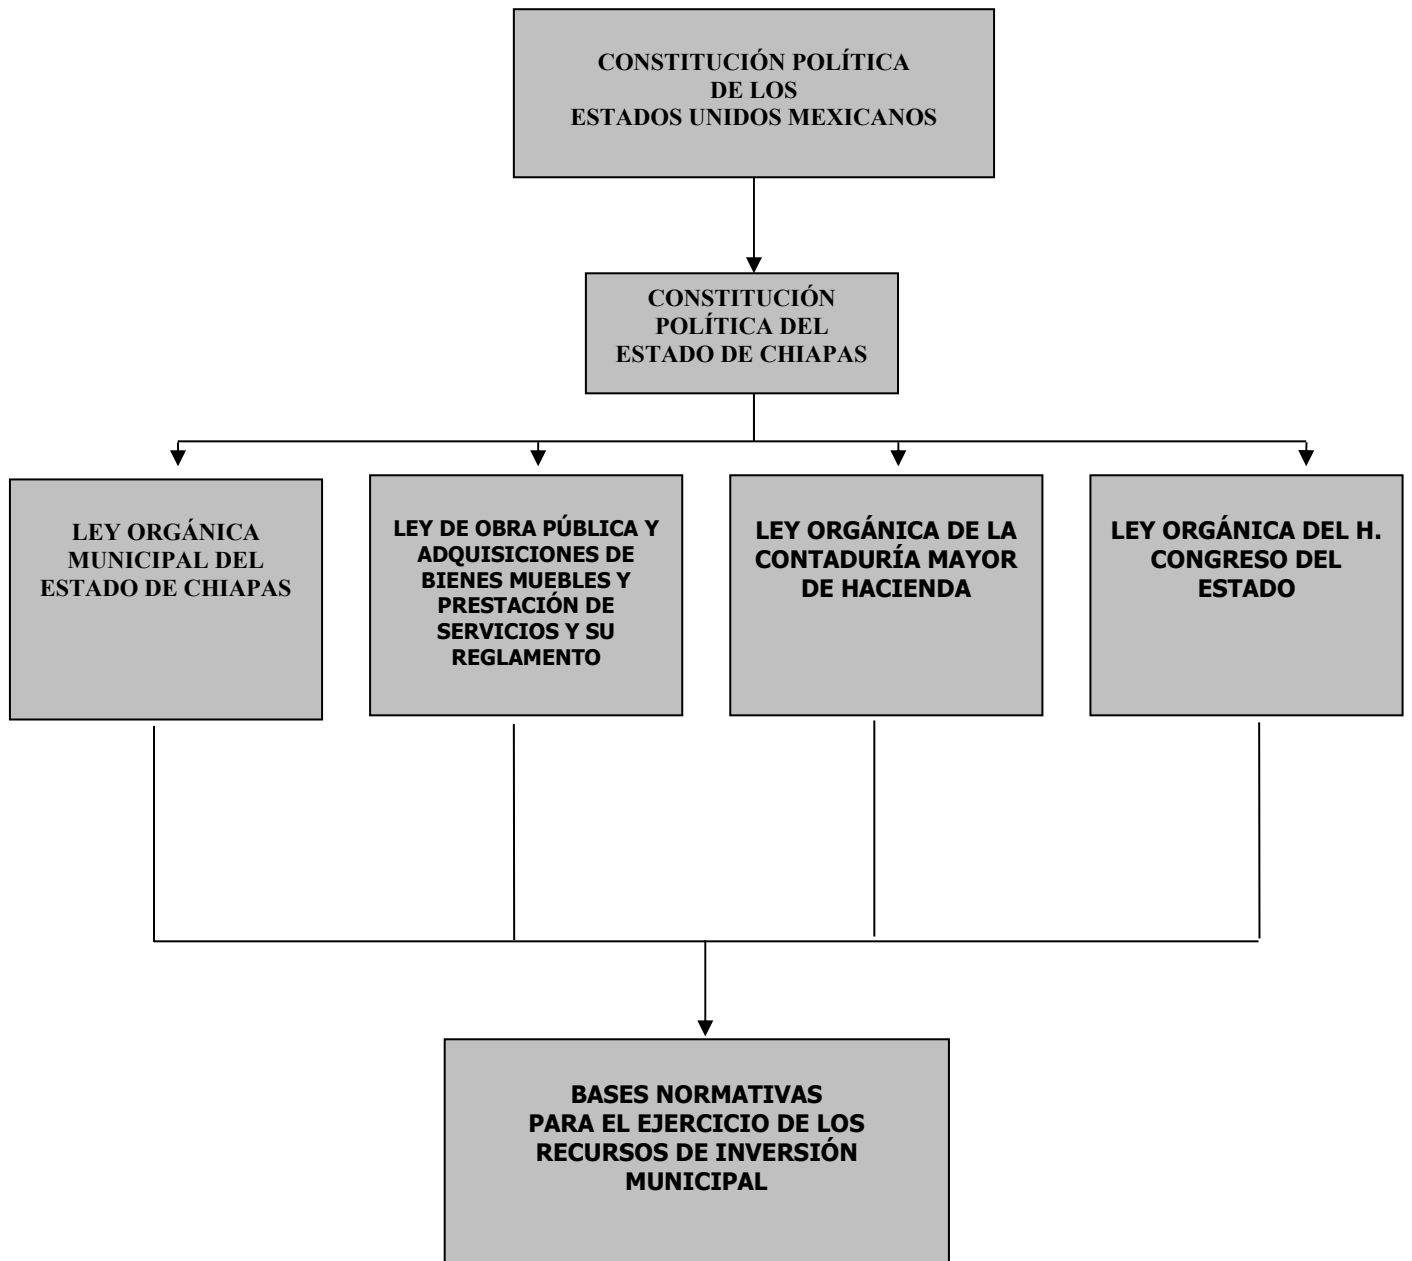 CONSTITUCIÓN POLÍTICA
DE LOS
ESTADOS UNIDOS MEXICANOS
CONSTITUCIÓN
POLÍTICA DEL
ESTADO DE CHIAPAS
LEY ORGÁNICA
MUNICIPAL DEL
ESTADO DE CHIAPAS
LEY DE OBRA PÚBLICA Y
ADQUISICIONES DE
BIENES MUEBLES Y
PRESTACIÓN DE
SERVICIOS Y SU
REGLAMENTO
LEY ORGÁNICA DE LA
CONTADURÍA MAYOR
DE HACIENDA
LEY ORGÁNICA DEL H.
CONGRESO DEL
ESTADO
BASES NORMATIVAS
PARA EL EJERCICIO DE LOS
RECURSOS DE INVERSIÓN
MUNICIPAL